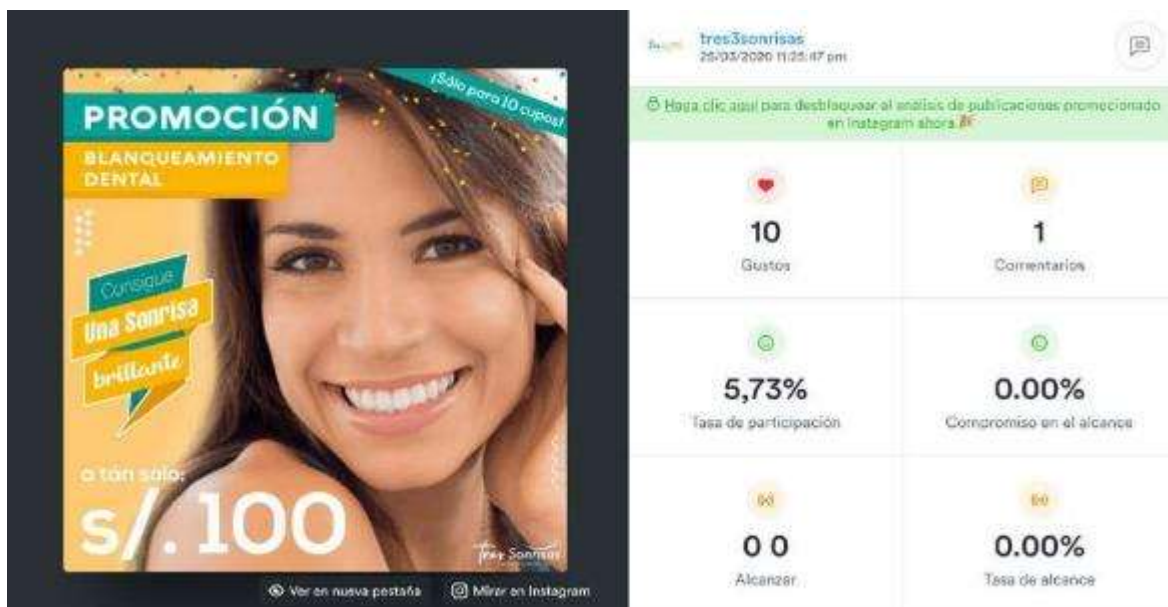 PROMOCIÓN
¡Sólo para 10 cupos!
BLANQUEAMIENTO
DENTAL
Consigue
Una Sonrisa
brillante
a tán sólo:
s/. 100
Tres Sonrisas
Ver en nueva pestaña
Mirar en Instagram
tres3sonrisas
25/03/2020 11:25:47 pm
Haga clic aquí para desbloquear el análisis de publicaciones promocionado
en Instagram ahora
10
Gustos
1
Comentarios
5,73%
Tasa de participación
0.00%
Compromiso en el alcance
0 0
Alcanzar
0.00%
Tasa de alcance